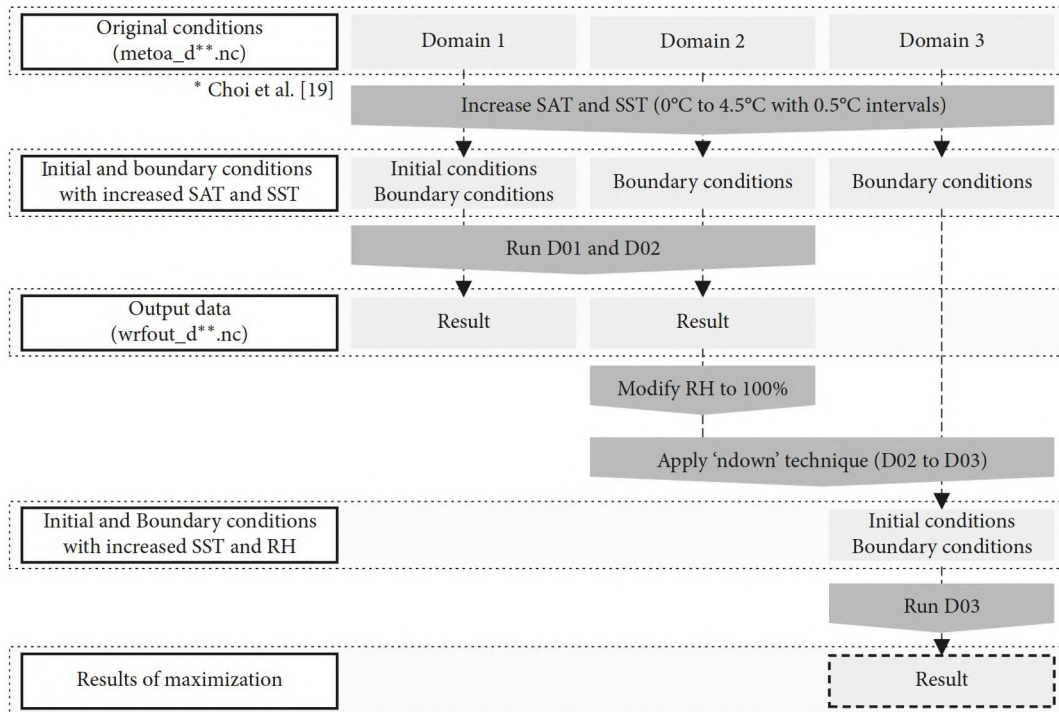 Original conditions
(metoa_d**.nc)
Domain 1
Domain 2
Domain 3
* Choi et al. [19]
Increase SAT and SST (0°C to 4.5°C with 0.5°C intervals)
Initial and boundary conditions
with increased SAT and SST
Initial conditions
Boundary conditions
Boundary conditions
Boundary conditions
Run D01 and D02
Output data
(wrfout_d**.nc)
Result
Result
Modify RH to 100%
Apply ‘ndown’ technique (D02 to D03)
Initial and Boundary conditions
with increased SST and RH
Initial conditions
Boundary conditions
Run D03
Results of maximization
Result